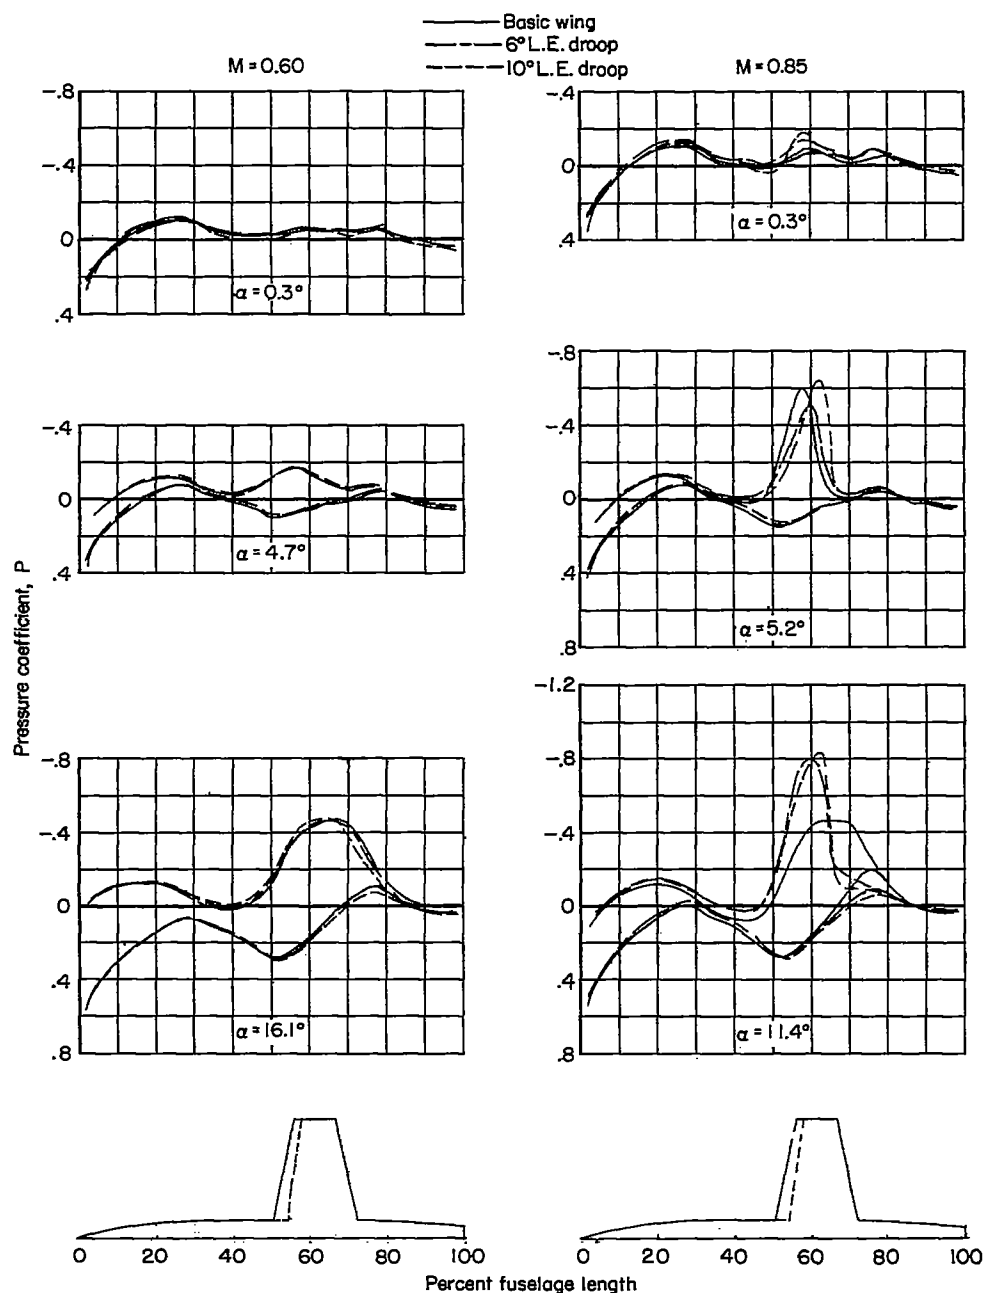 Basic wing
6° L.E. droop
10° L.E. droop
M = 0.60
M = 0.85
-.8
-.4
0
.4
α = 0.3°
-.4
0
.4
α = 0.3°
-.4
0
.4
α = 4.7°
-.8
-.4
0
.4
.8
α = 5.2°
Pressure coefficient, P
-.8
-.4
0
.4
.8
α = 16.1°
-1.2
-.8
-.4
0
.4
.8
α = 11.4°
0 20 40 60 80 100
0 20 40 60 80 100
Percent fuselage length